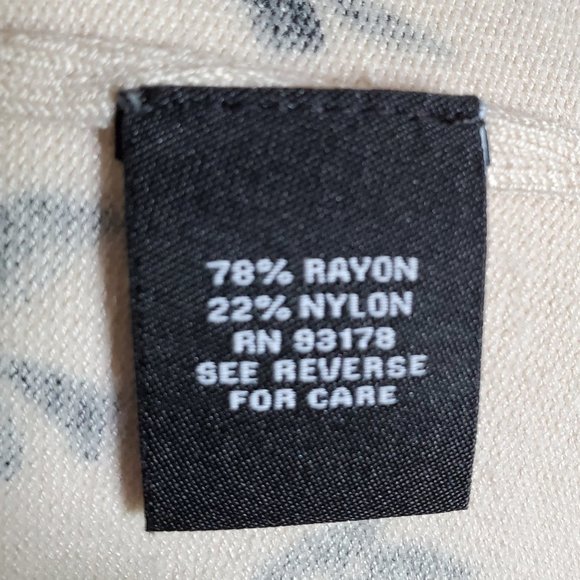 78% RAYON
22% NYLON
RN 93178
SEE REVERSE
FOR CARE